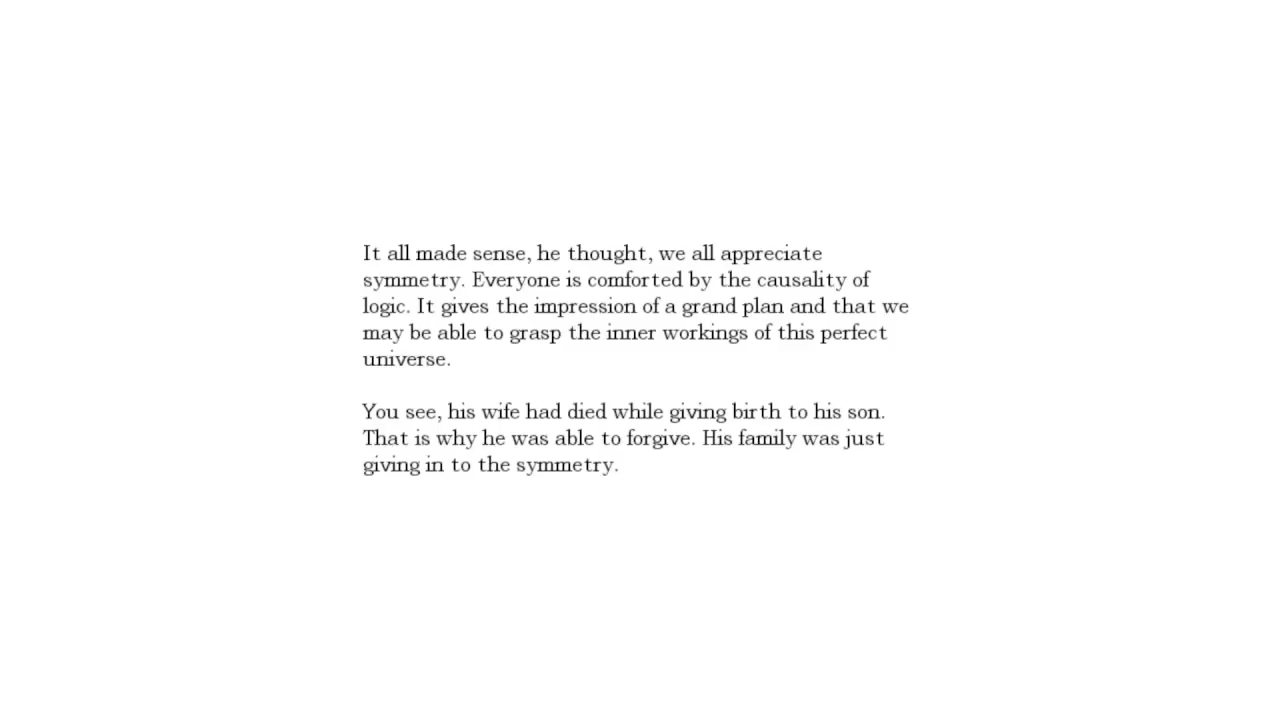 It all made sense, he thought, we all appreciate
symmetry. Everyone is comforted by the causality of
logic. It gives the impression of a grand plan and that we
may be able to grasp the inner workings of this perfect
universe.
You see, his wife had died while giving birth to his son.
That is why he was able to forgive. His family was just
giving in to the symmetry.